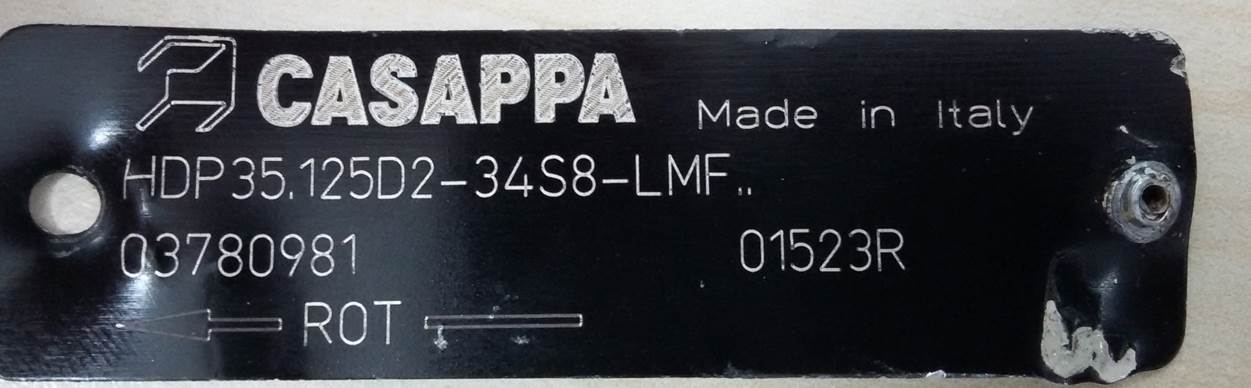 CASAPPA Made in Italy
HDP35.125D2-34S8-LMF..
03780981 01523R
ROT